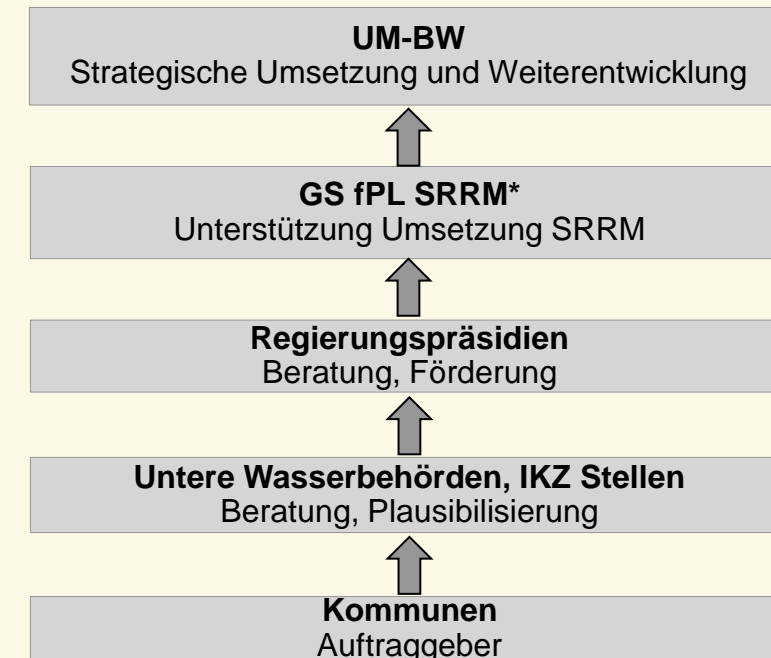 UM-BW
Strategische Umsetzung und Weiterentwicklung
GS fPL SRRM*
Unterstützung Umsetzung SRRM
Regierungspräsidien
Beratung, Förderung
Untere Wasserbehörden, IKZ Stellen
Beratung, Plausibilisierung
Kommunen
Auftraggeber